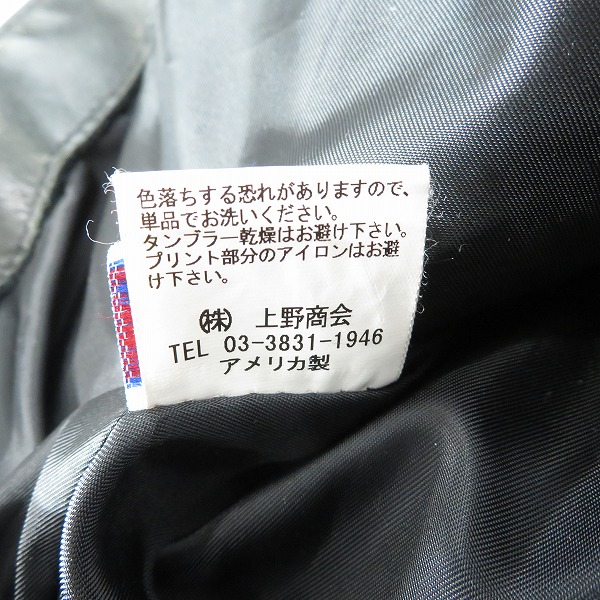 色落ちする恐れがありますので、
単品でお洗いください。
タンブラー乾燥はお避け下さい。
プリント部分のアイロンはお避
け下さい。
㈱ 上野商会
TEL 03-3831-1946
アメリカ製